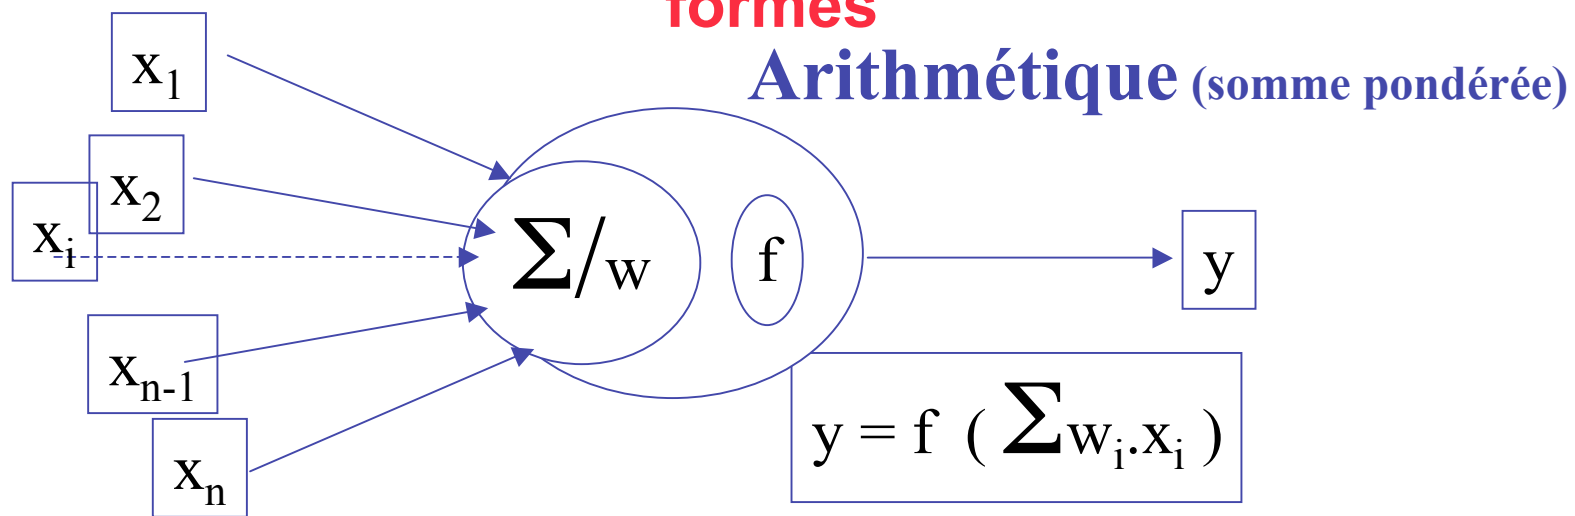 formes
Arithmétique (somme pondérée)
x1
x2
xi
Σ/w
f
y
xn-1
xn
y = f ( Σwi.xi )